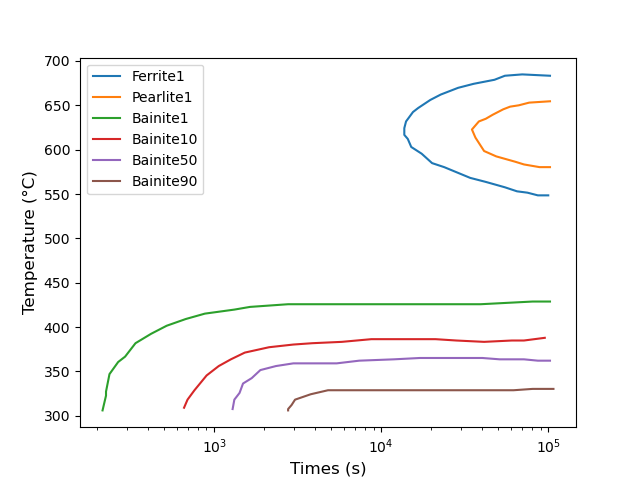 700
650
600
550
500
450
400
350
300
Temperature (°C)
Ferrite1
Pearlite1
Bainite1
Bainite10
Bainite50
Bainite90
10³
10⁴
10⁵
Times (s)